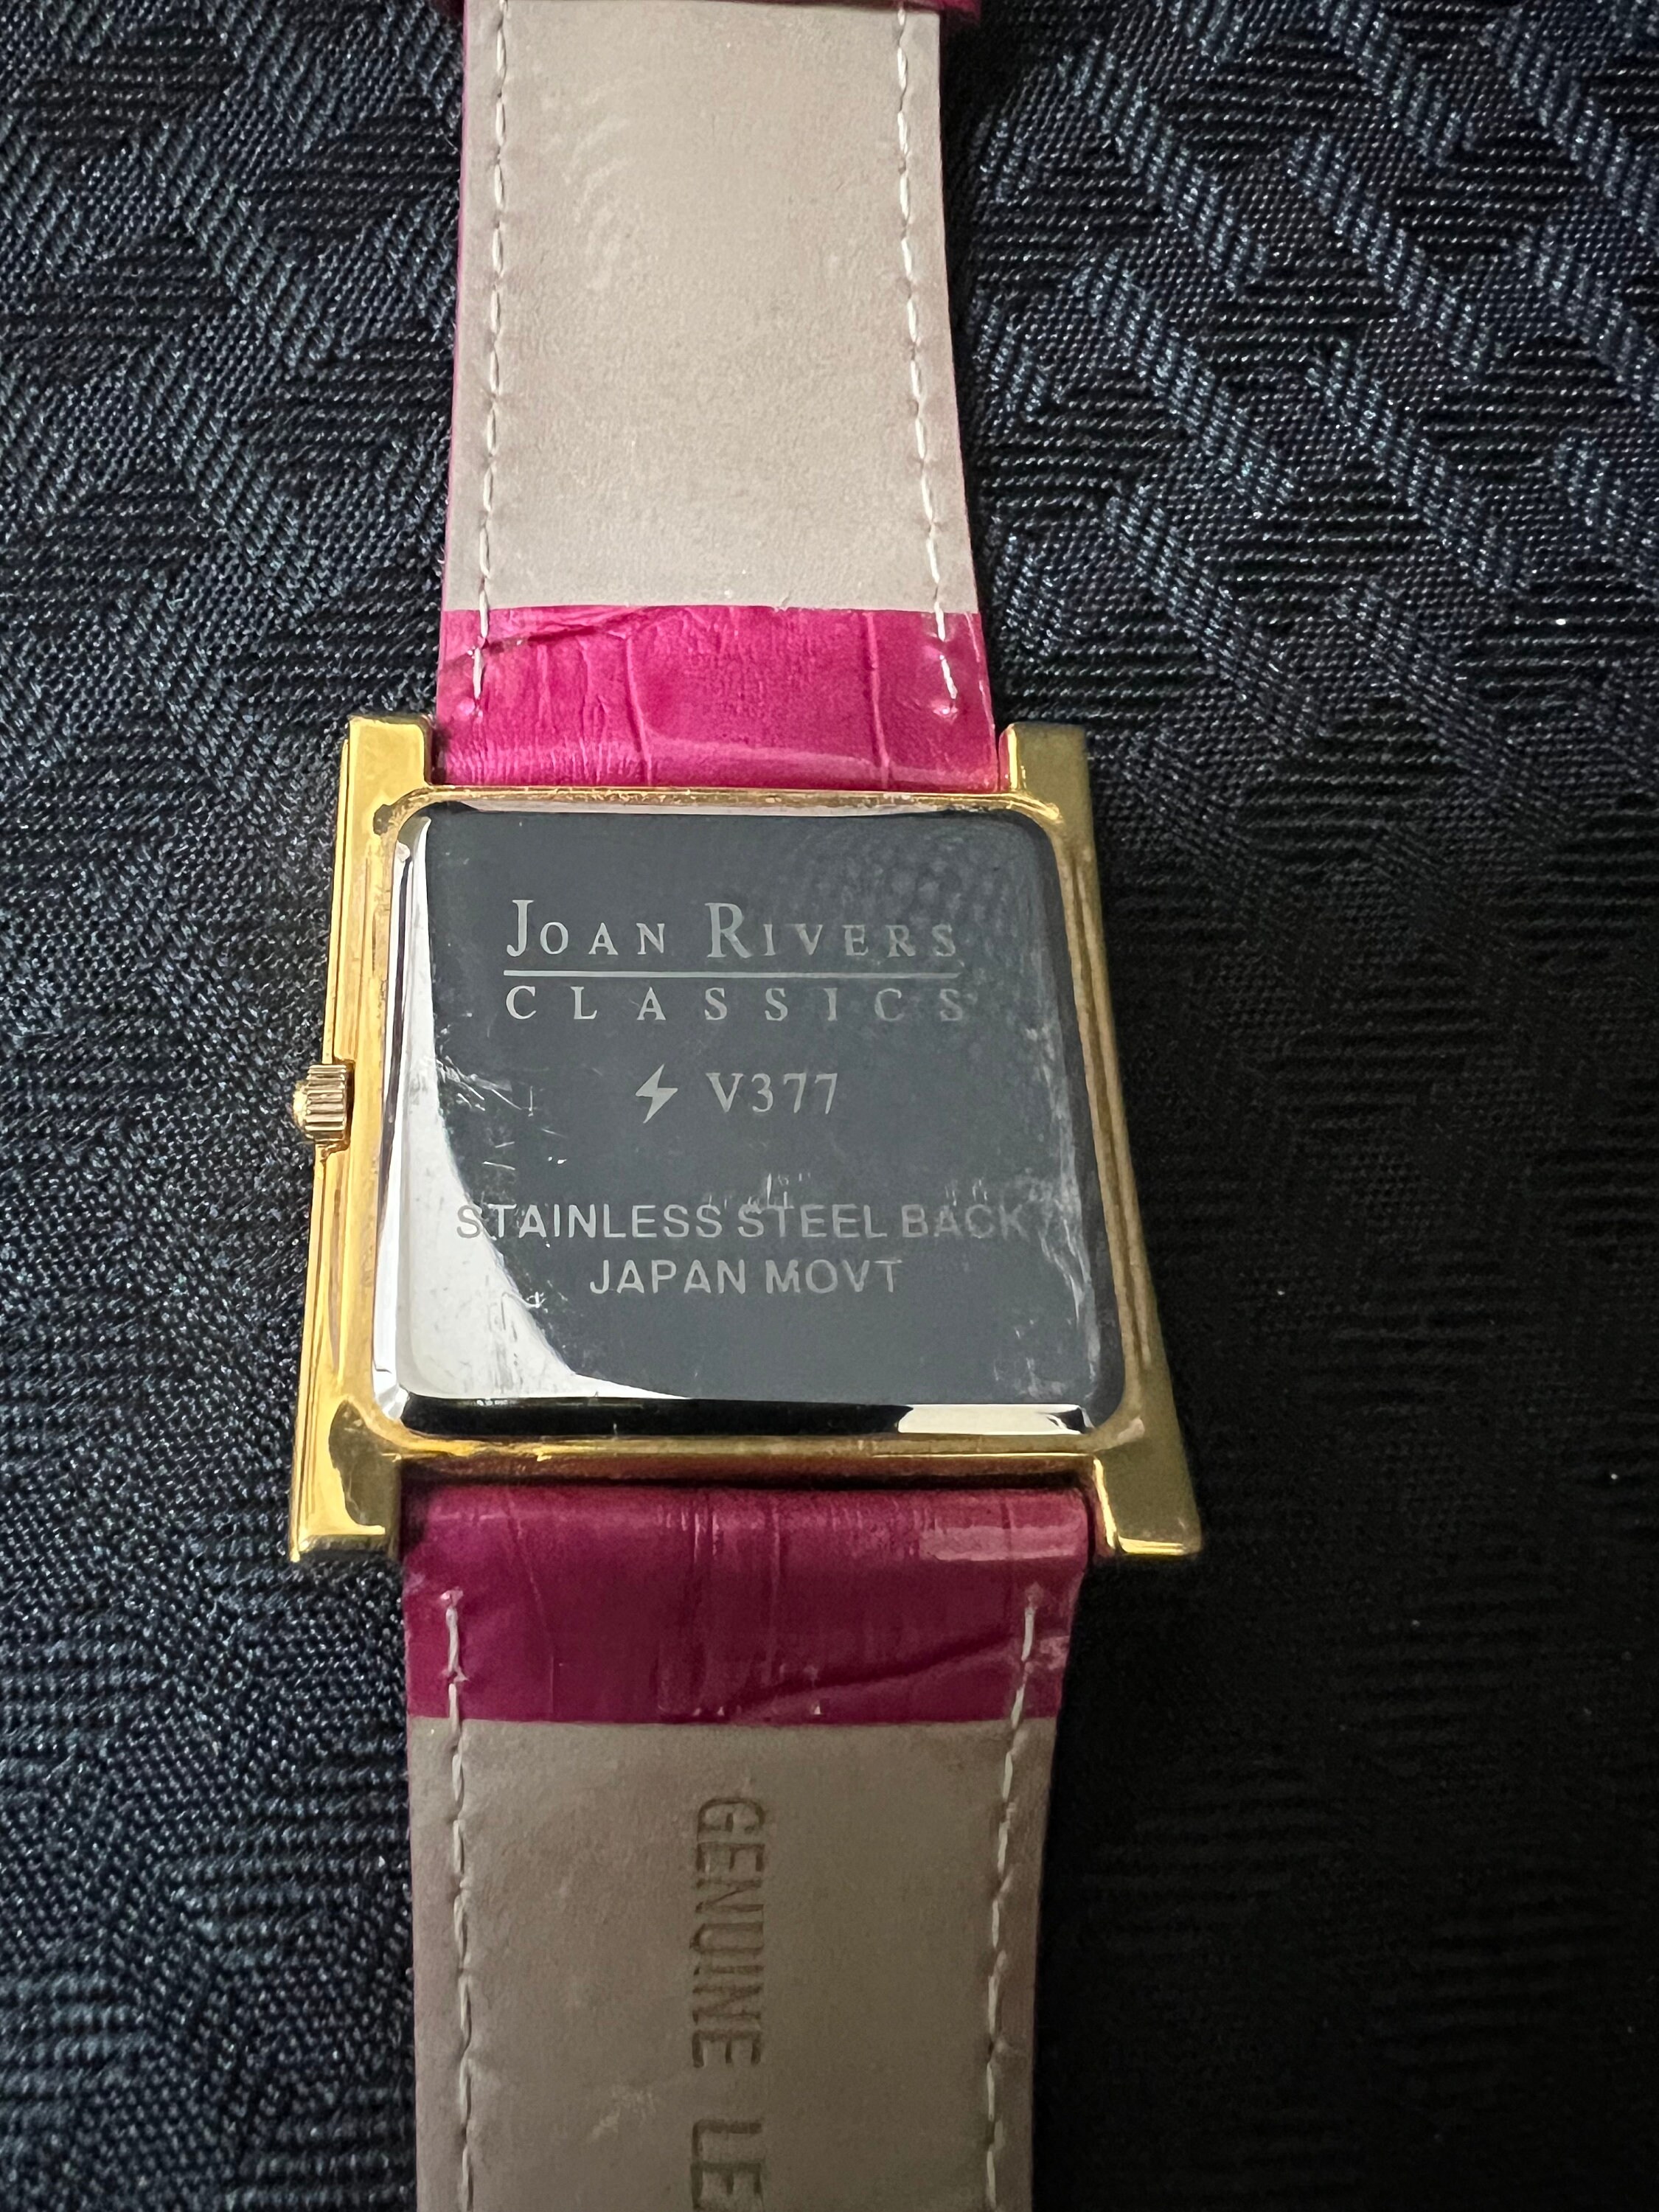 JOAN RIVERS
CLASSICS
V377
STAINLESS STEEL BACK
JAPAN MOVT
GENUINE LE